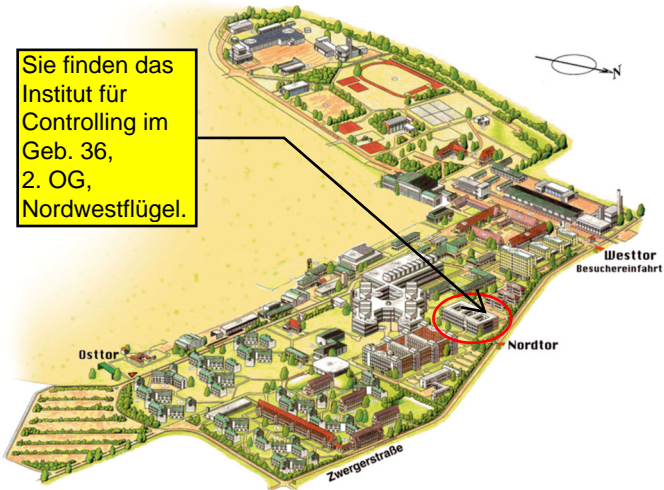 Sie finden das
Institut für
Controlling im
Geb. 36,
2. OG,
Nordwestflügel.
N
Westtor
Besuchereinfahrt
Nordtor
Osttor
Zwergerstraße